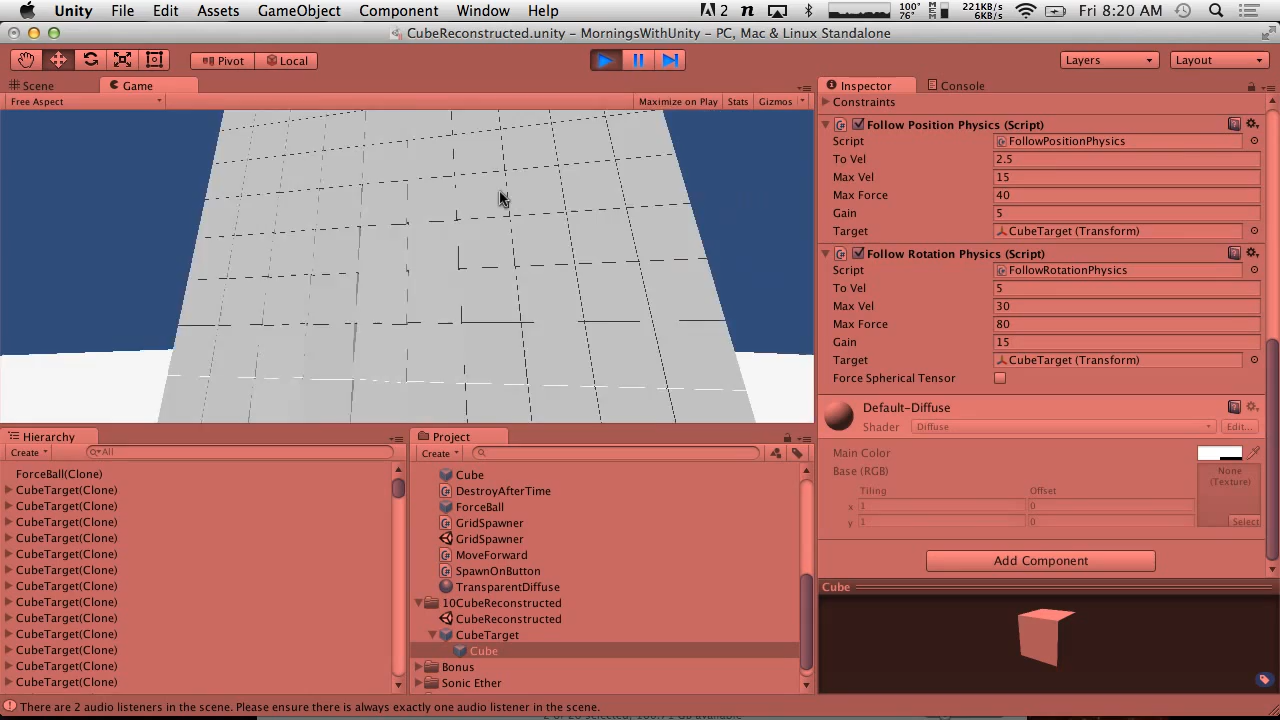 Unity File Edit Assets GameObject Component Window Help 2 n 100% 76° 221KB/s 6KB/s Fri 8:20 AM
CubeReconstructed.unity – MorningsWithUnity – PC, Mac & Linux Standalone
Pivot Local Layers Layout
Scene Game Inspector Console
Free Aspect Maximize on Play Stats Gizmos
Constraints
Follow Position Physics (Script)
Script FollowPositionPhysics
To Vel 2.5
Max Vel 15
Max Force 40
Gain 5
Target CubeTarget (Transform)
Follow Rotation Physics (Script)
Script FollowRotationPhysics
To Vel 5
Max Vel 30
Max Force 80
Gain 15
Target CubeTarget (Transform)
Force Spherical Tensor
Default-Diffuse
Shader Diffuse Edit...
Main Color
Base (RGB)
None (Texture)
Tiling Offset
x 1 0
y 1 0
Select
Add Component
Cube
Hierarchy
Create All
ForceBall(Clone)
CubeTarget(Clone)
CubeTarget(Clone)
CubeTarget(Clone)
CubeTarget(Clone)
CubeTarget(Clone)
CubeTarget(Clone)
CubeTarget(Clone)
CubeTarget(Clone)
CubeTarget(Clone)
CubeTarget(Clone)
CubeTarget(Clone)
CubeTarget(Clone)
CubeTarget(Clone)
Project
Create
Cube
DestroyAfterTime
ForceBall
GridSpawner
GridSpawner
MoveForward
SpawnOnButton
TransparentDiffuse
10CubeReconstructed
CubeReconstructed
CubeTarget
Cube
Bonus
Sonic Ether
There are 2 audio listeners in the scene. Please ensure there is always exactly one audio listener in the scene.